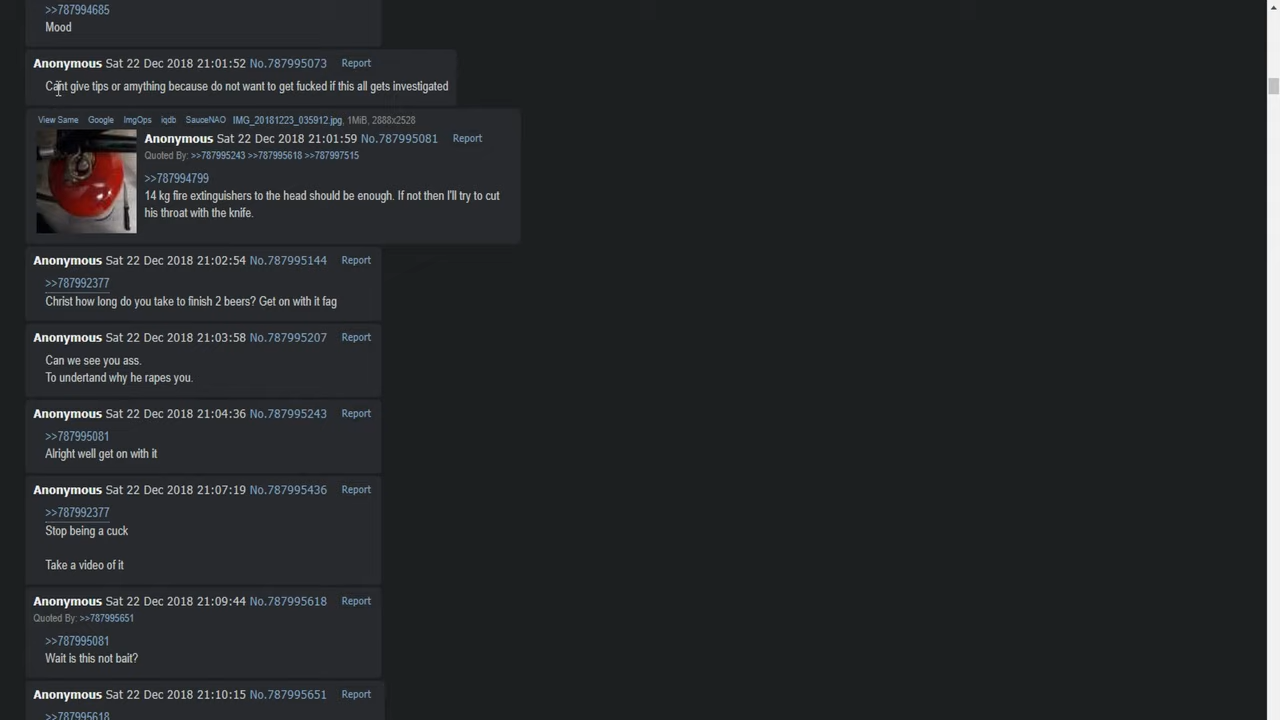 >>787994685
Mood
Anonymous Sat 22 Dec 2018 21:01:52 No.787995073 Report
Cant give tips or amything because do not want to get fucked if this all gets investigated
View Same Google ImgOps iqdb SauceNAO IMG_20181223_035912.jpg, 1MiB, 2888x2528
Anonymous Sat 22 Dec 2018 21:01:59 No.787995081 Report
Quoted By: >>787995243 >>787995618 >>787997515
>>787994799
14 kg fire extinguishers to the head should be enough. If not then I'll try to cut
his throat with the knife.
Anonymous Sat 22 Dec 2018 21:02:54 No.787995144 Report
>>787992377
Christ how long do you take to finish 2 beers? Get on with it fag
Anonymous Sat 22 Dec 2018 21:03:58 No.787995207 Report
Can we see you ass.
To undertand why he rapes you.
Anonymous Sat 22 Dec 2018 21:04:36 No.787995243 Report
>>787995081
Alright well get on with it
Anonymous Sat 22 Dec 2018 21:07:19 No.787995436 Report
>>787992377
Stop being a cuck
Take a video of it
Anonymous Sat 22 Dec 2018 21:09:44 No.787995618 Report
Quoted By: >>787995651
>>787995081
Wait is this not bait?
Anonymous Sat 22 Dec 2018 21:10:15 No.787995651 Report
>>787995618